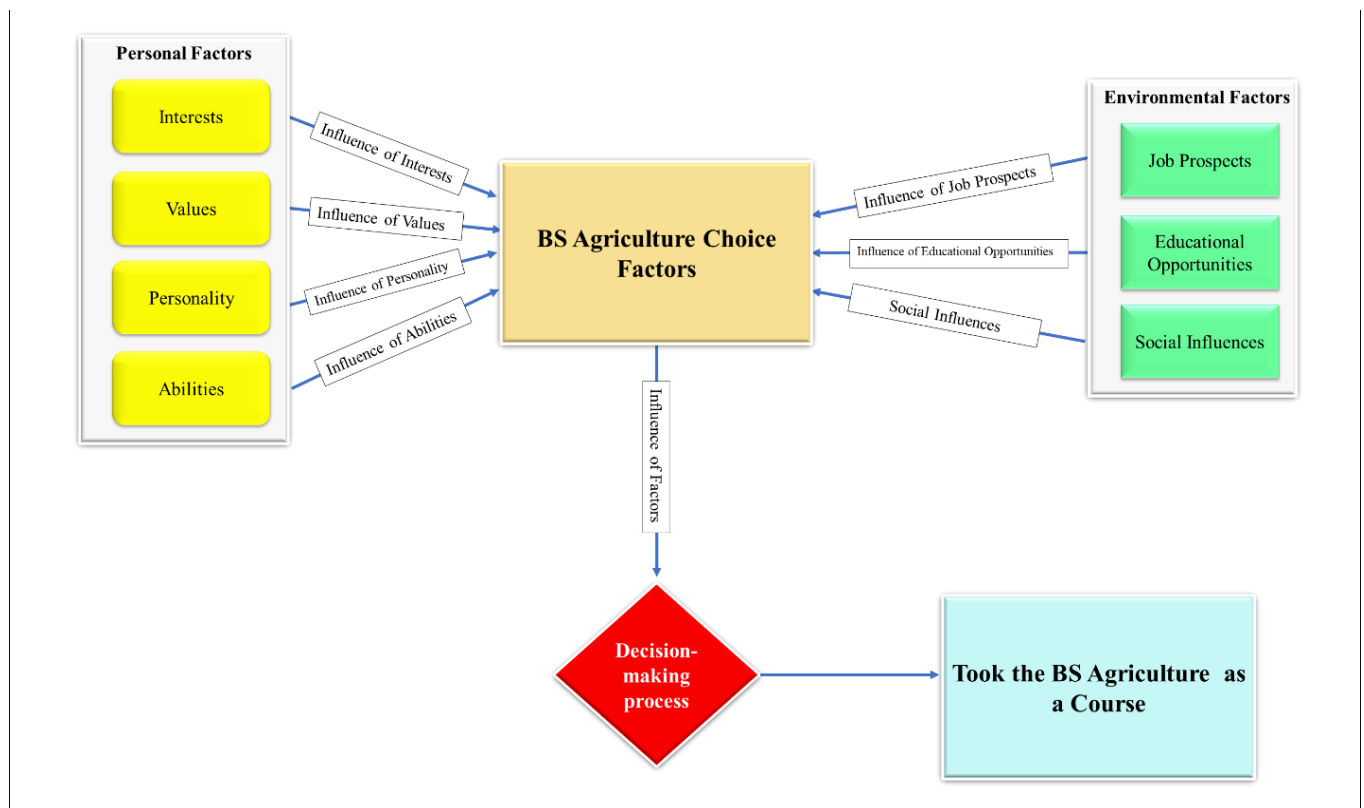 Personal Factors
Interests
Values
Personality
Abilities
Influence of Interests
Influence of Values
Influence of Personality
Influence of Abilities
BS Agriculture Choice
Factors
Environmental Factors
Job Prospects
Educational
Opportunities
Social Influences
Influence of Job Prospects
Influence of Educational Opportunities
Social Influences
Influence of Factors
Decision-
making
process
Took the BS Agriculture as
a Course